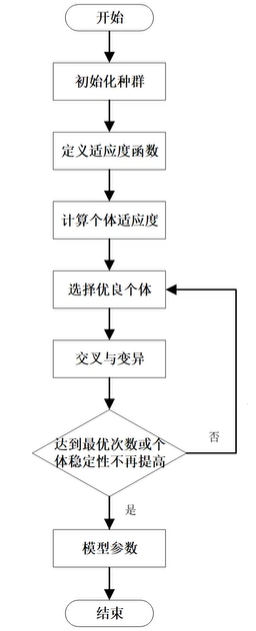 开始
初始化种群
定义适应度函数
计算个体适应度
选择优良个体
交叉与变异
达到最优次数或个
体稳定性不再提高
否
是
模型参数
结束